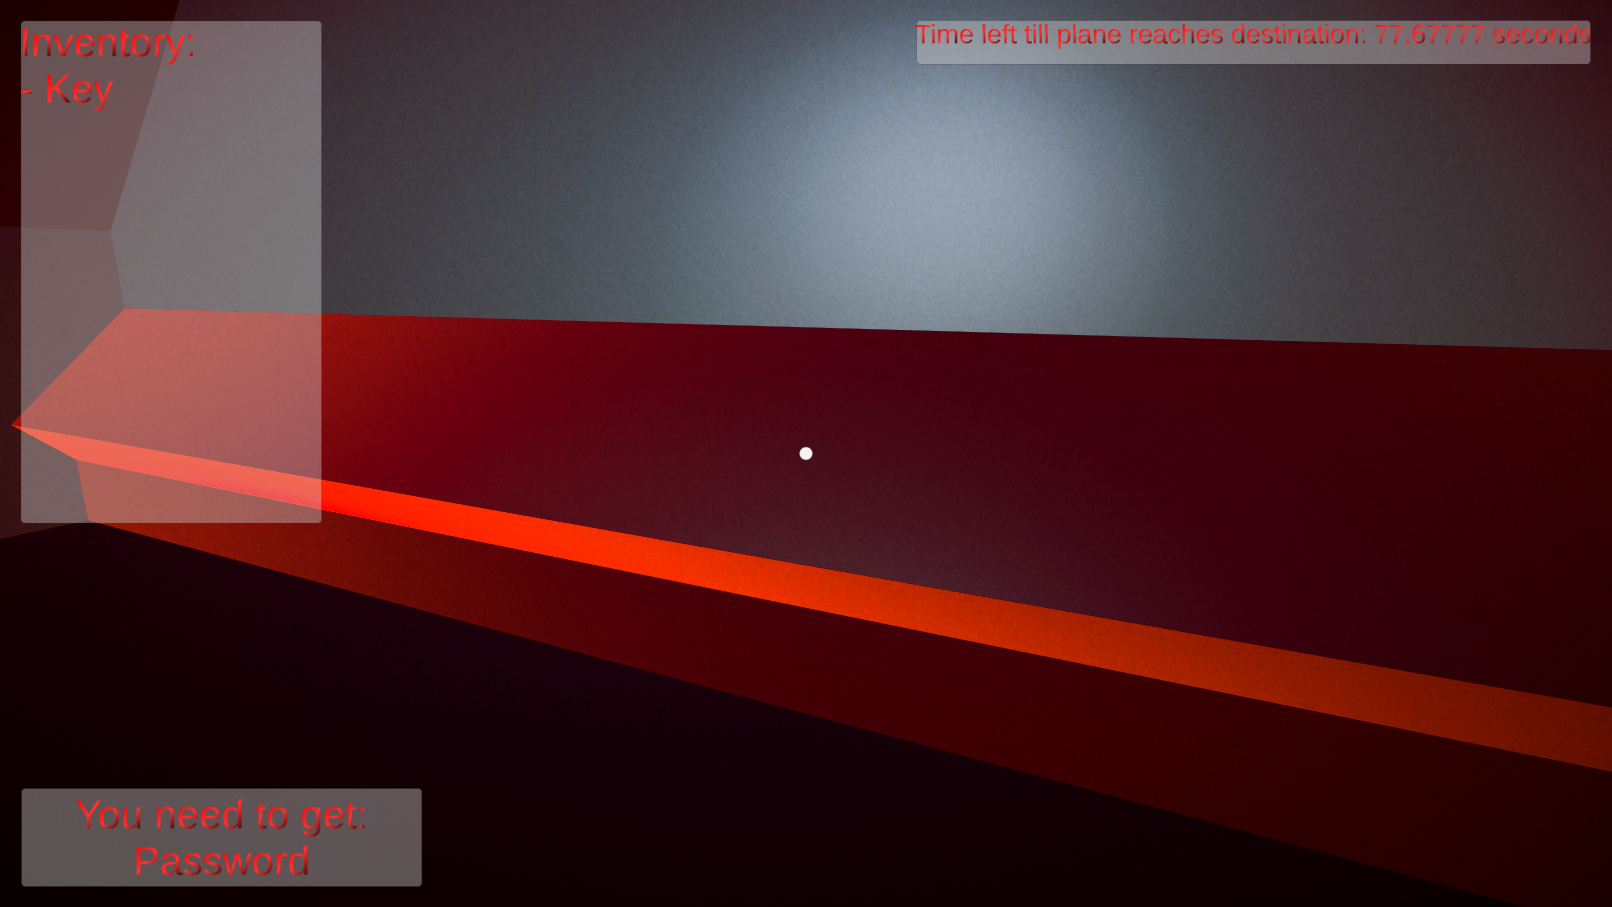 Inventory:
- Key
Time left till plane reaches destination: 77.67777 seconds
You need to get:
Password